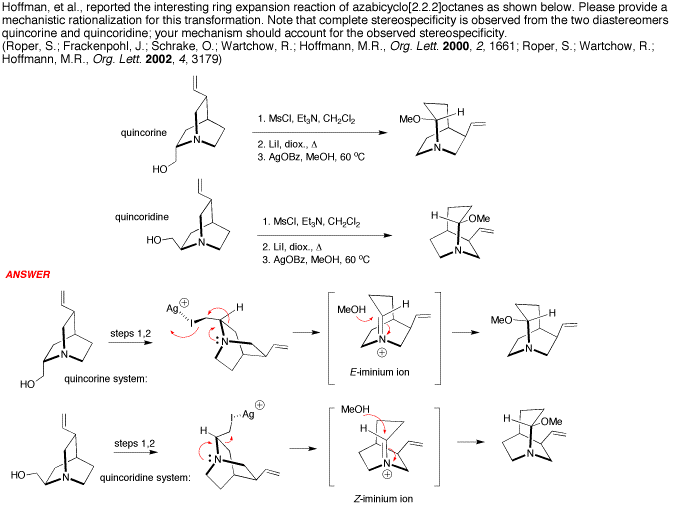 Hoffman, et al., reported the interesting ring expansion reaction of azabicyclo[2.2.2]octanes as shown below. Please provide a
mechanistic rationalization for this transformation. Note that complete stereospecificity is observed from the two diastereomers
quincorine and quincoridine; your mechanism should account for the observed stereospecificity.
(Roper, S.; Frackenpohl, J.; Schrake, O.; Wartchow, R.; Hoffmann, M.R., Org. Lett. 2000, 2, 1661; Roper, S.; Wartchow, R.;
Hoffmann, M.R., Org. Lett. 2002, 4, 3179)
quincorine
N
HO
1. MsCl, Et3N, CH2Cl2
2. LiI, diox., Δ
3. AgOBz, MeOH, 60 ºC
MeO
H
N
quincoridine
HO
N
1. MsCl, Et3N, CH2Cl2
2. LiI, diox., Δ
3. AgOBz, MeOH, 60 ºC
H
OMe
N
ANSWER
N
HO
quincorine system:
steps 1,2
Ag ⊕
I
H
:N
MeOH
H
N
⊕
E-iminium ion
MeO
H
N
HO
N
quincoridine system:
steps 1,2
I Ag ⊕
H
:N
MeOH
H
N
⊕
Z-iminium ion
H
OMe
N